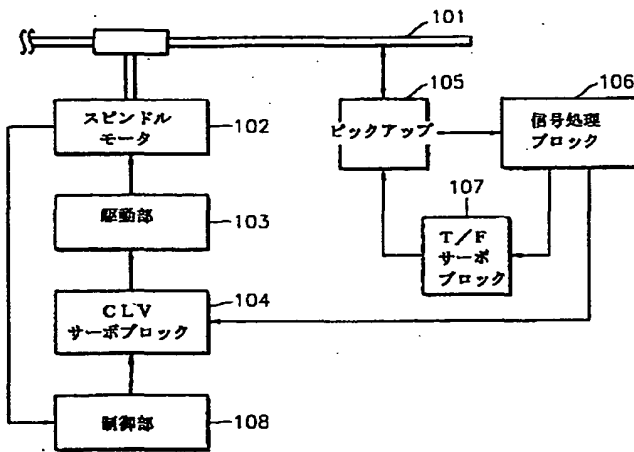 101
105
106
スピンドル
モータ
102
ピックアップ
信号処理
ブロック
107
駆動部
103
T/F
サーボ
ブロック
104
CLV
サーボブロック
制御部
108